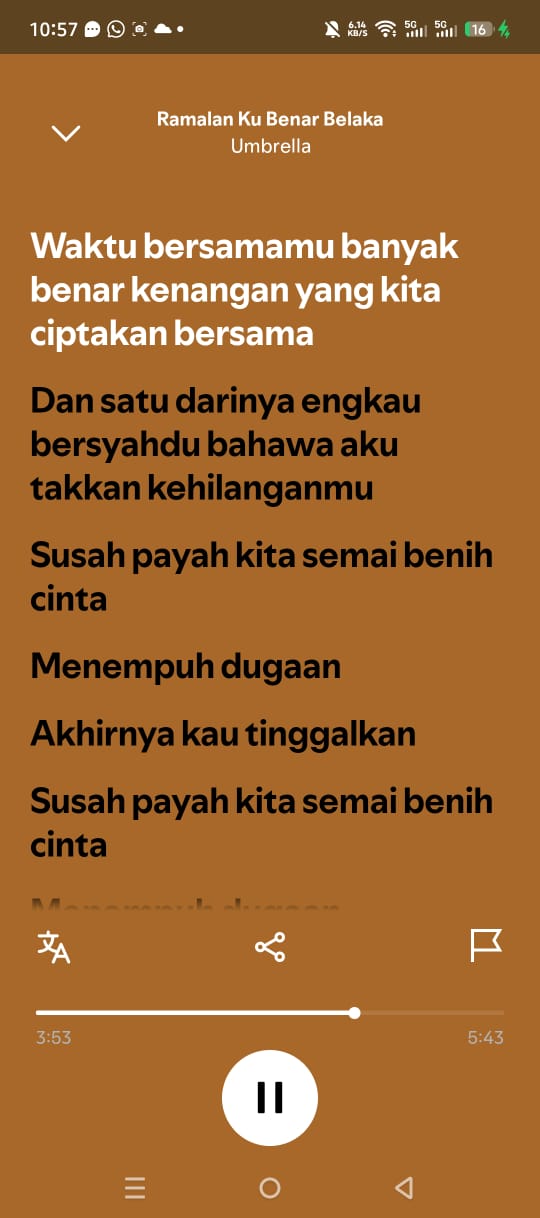 10:57
6.14
KB/S
5G
5G
16
Ramalan Ku Benar Belaka
Umbrella
Waktu bersamamu banyak
benar kenangan yang kita
ciptakan bersama
Dan satu darinya engkau
bersyahdu bahawa aku
takkan kehilanganmu
Susah payah kita semai benih
cinta
Menempuh dugaan
Akhirnya kau tinggalkan
Susah payah kita semai benih
cinta
Menempuh dugaan
3:53
5:43